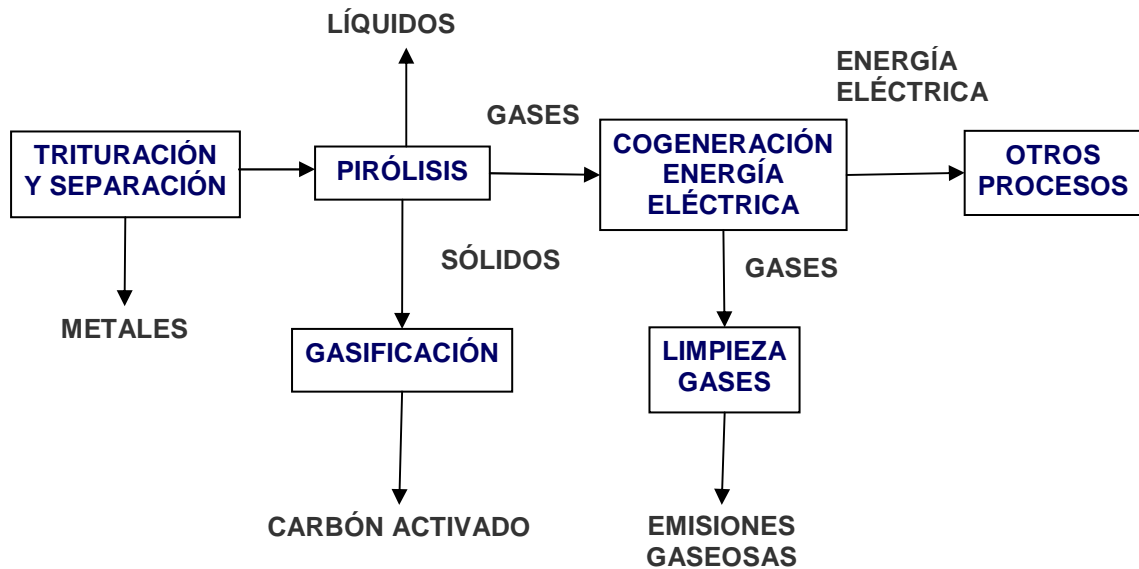 LÍQUIDOS
ENERGÍA
ELÉCTRICA
GASES
TRITURACIÓN
Y SEPARACIÓN
PIRÓLISIS
COGENERACIÓN
ENERGÍA
ELÉCTRICA
OTROS
PROCESOS
SÓLIDOS
GASES
METALES
GASIFICACIÓN
LIMPIEZA
GASES
CARBÓN ACTIVADO
EMISIONES
GASEOSAS